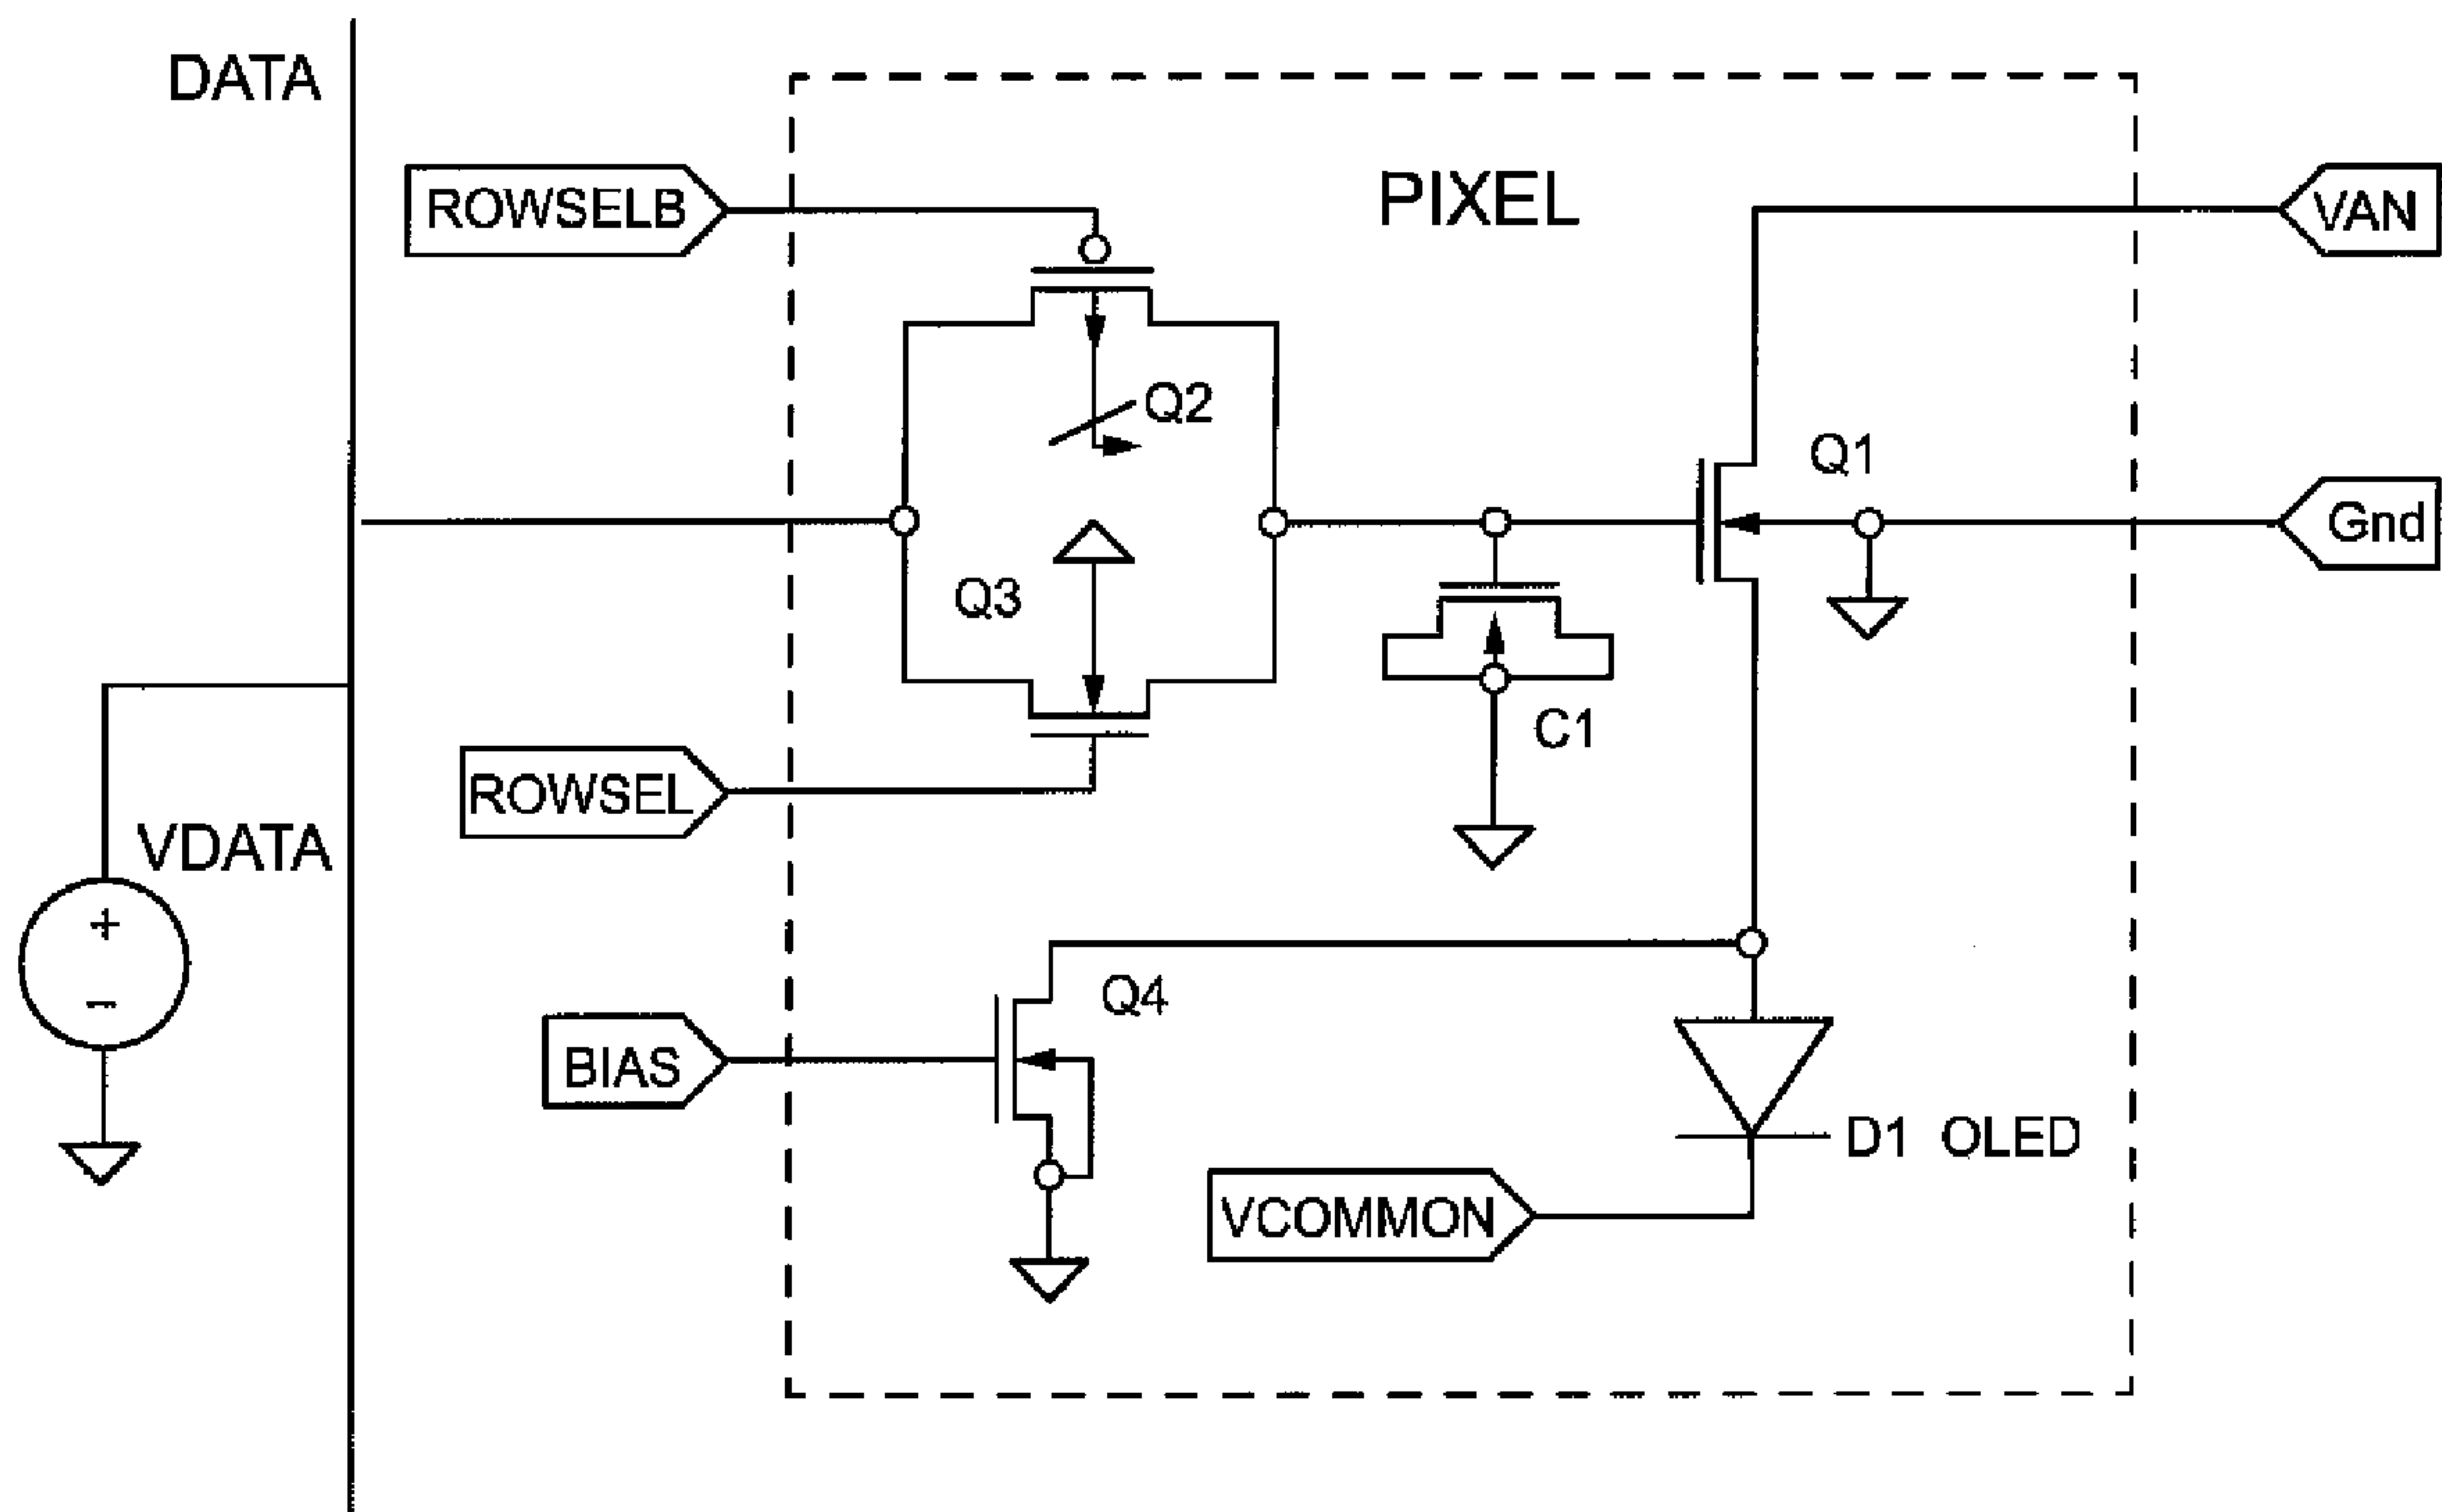 DATA
ROWSELB
PIXEL
VAN
Q2
Q1
Gnd
Q3
C1
ROWSEL
VDATA
+
−
Q4
BIAS
D1 OLED
VCOMMON